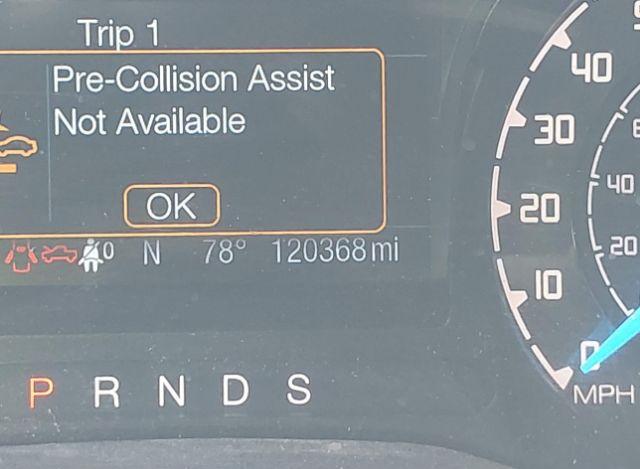 Trip 1
Pre-Collision Assist
Not Available
OK
0 N 78° 120368 mi
P R N D S
40
30
20
10
0
MPH
40
20